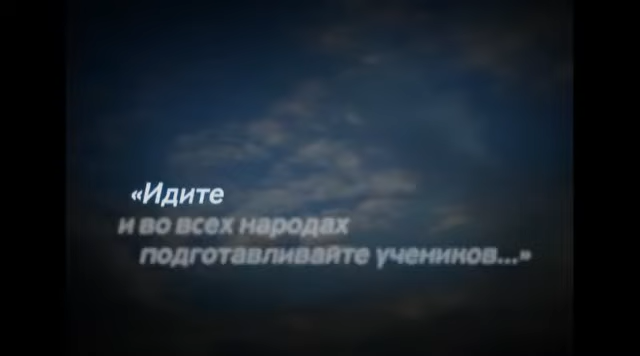 «Идите
и во всех народах
подготавливайте учеников...»